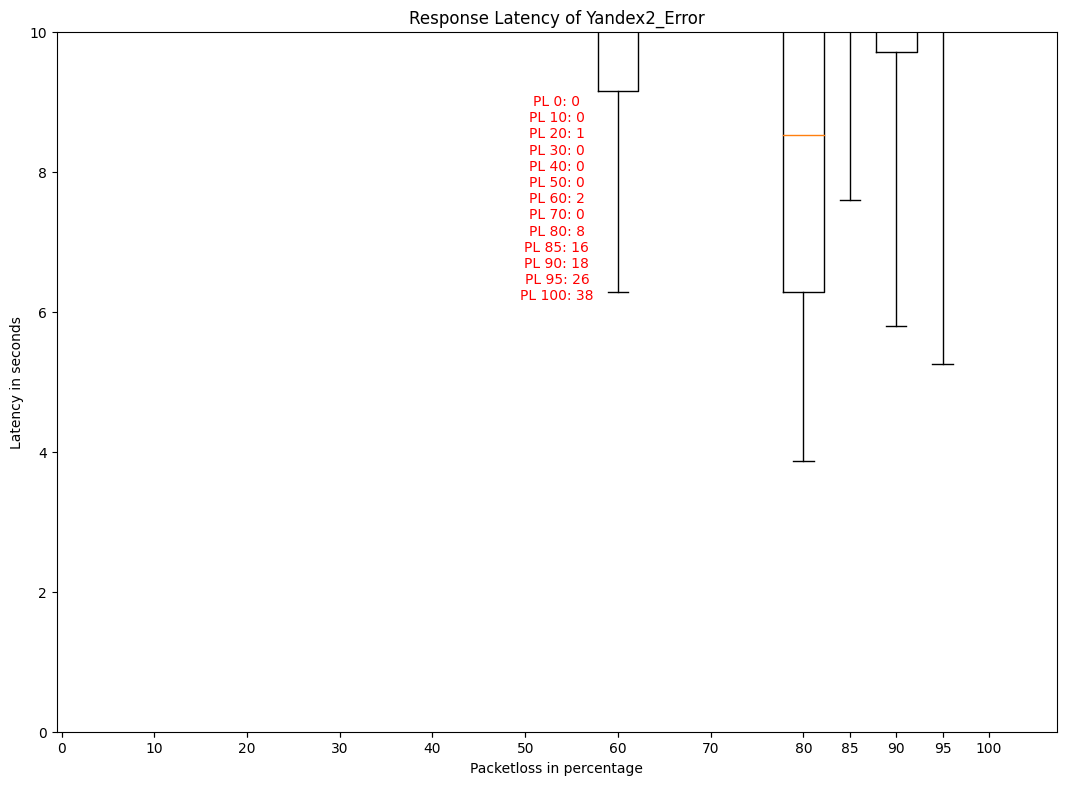 Response Latency of Yandex2_Error
10
8
6
4
2
0
Latency in seconds
PL 0: 0
PL 10: 0
PL 20: 1
PL 30: 0
PL 40: 0
PL 50: 0
PL 60: 2
PL 70: 0
PL 80: 8
PL 85: 16
PL 90: 18
PL 95: 26
PL 100: 38
0 10 20 30 40 50 60 70 80 85 90 95 100
Packetloss in percentage